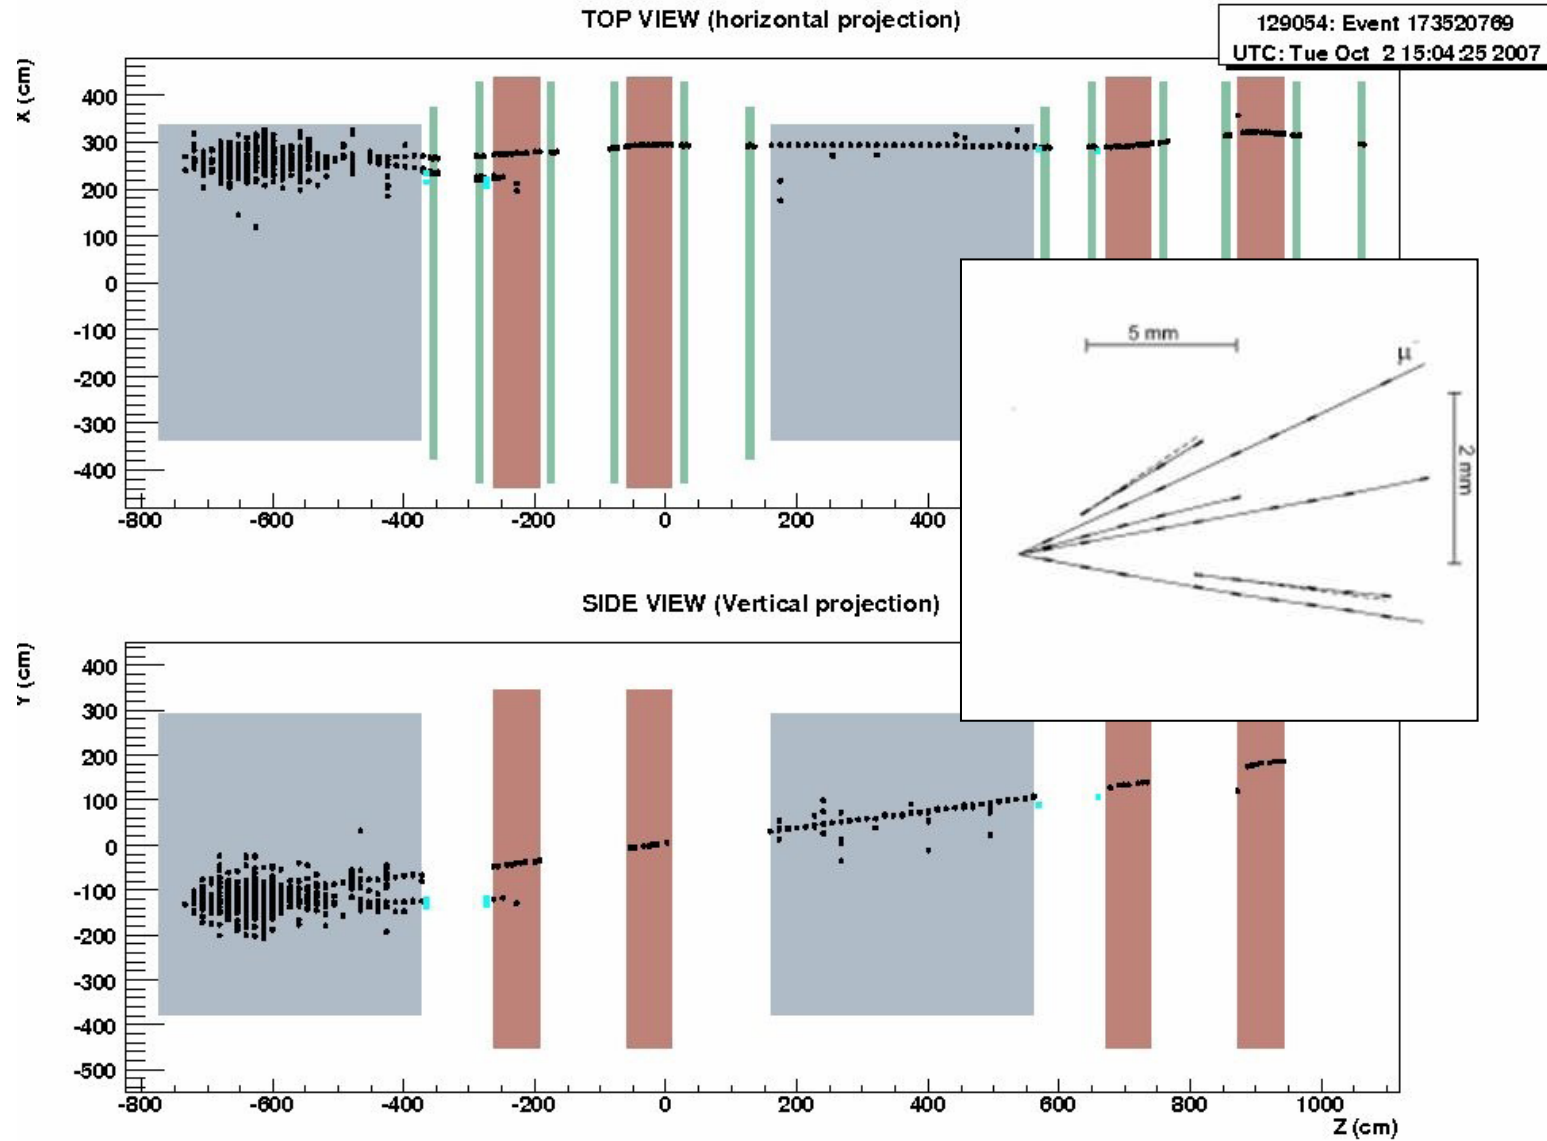 TOP VIEW (horizontal projection)
129054: Event 173520769
UTC: Tue Oct 2 15:04:25 2007
X (cm)
400
300
200
100
0
-100
-200
-300
-400
-800 -600 -400 -200 0 200 400
5 mm
μ⁻
2 mm
SIDE VIEW (Vertical projection)
Y (cm)
400
300
200
100
0
-100
-200
-300
-400
-500
-800 -600 -400 -200 0 200 400 600 800 1000
Z (cm)